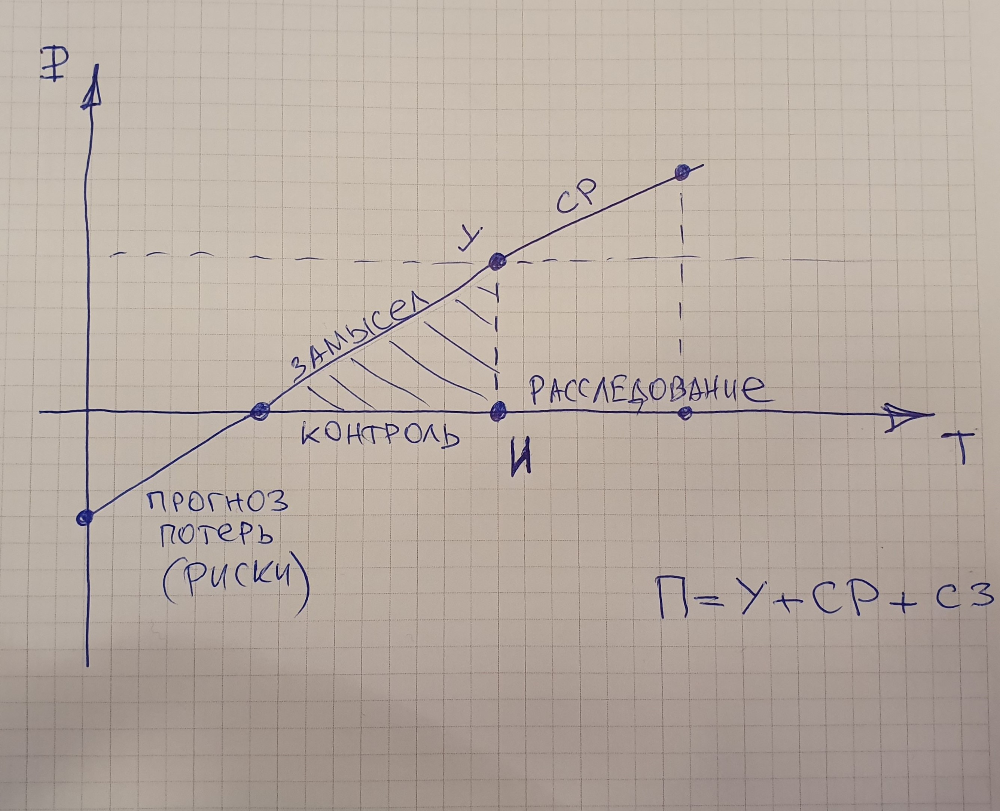 ₽
СР
У
ЗАМЫСЕЛ
РАССЛЕДОВАНИЕ
КОНТРОЛЬ
И
Т
ПРОГНОЗ
ПОТЕРЬ
(РИСКИ)
П=У+СР+СЗ